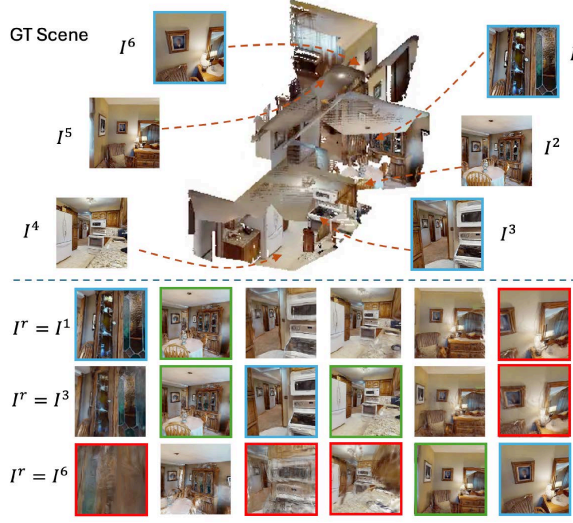 GT Scene
I⁶
I⁵
I²
I⁴
I³
Iʳ = I¹
Iʳ = I³
Iʳ = I⁶